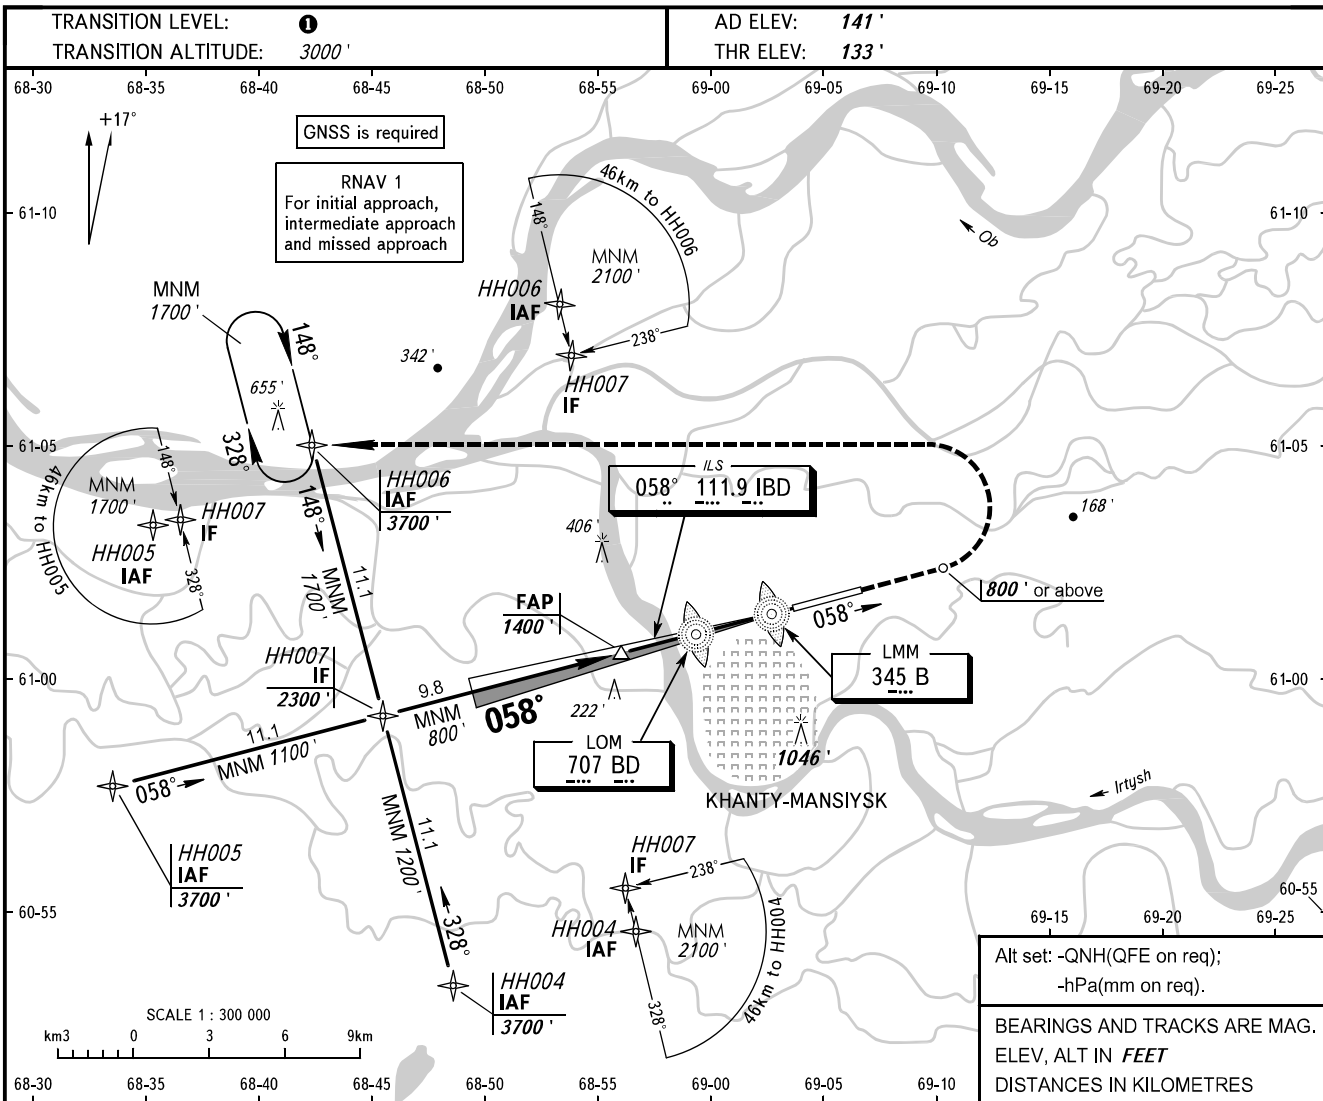 TRANSITION LEVEL: 1
TRANSITION ALTITUDE: 3000 '
AD ELEV: 141 '
THR ELEV: 133 '
68-30 68-35 68-40 68-45 68-50 68-55 69-00 69-05 69-10 69-15 69-20 69-25
+17°
GNSS is required
RNAV 1
For initial approach,
intermediate approach
and missed approach
61-10
61-10
46km to HH006
148°
MNM
2100 '
HH006
IAF
238°
HH007
IF
Ob
MNM
1700 '
148°
655 '
328°
342 '
61-05
61-05
HH006
IAF
3700 '
ILS
058° 111.9 IBD
46km to HH005
148°
MNM
1700 '
HH007
IF
HH005
IAF
328°
148°
11.1
MNM
1700'
406 '
168 '
800 ' or above
058°
FAP
1400 '
LMM
345 B
HH007
IF
2300 '
61-00
61-00
9.8
MNM
800'
058°
222 '
LOM
707 BD
1046 '
KHANTY-MANSIYSK
Irtysh
11.1
058°
MNM 1100'
HH005
IAF
3700 '
11.1
MNM 1200'
328°
HH004
IAF
3700 '
HH007
IF
238°
HH004
IAF
MNM
2100 '
46km to HH004
328°
60-55
60-55
69-15 69-20 69-25
Alt set: -QNH(QFE on req);
-hPa(mm on req).
BEARINGS AND TRACKS ARE MAG.
ELEV, ALT IN FEET
DISTANCES IN KILOMETRES
SCALE 1 : 300 000
km3 0 3 6 9km
68-30 68-35 68-40 68-45 68-50 68-55 69-00 69-05 69-10